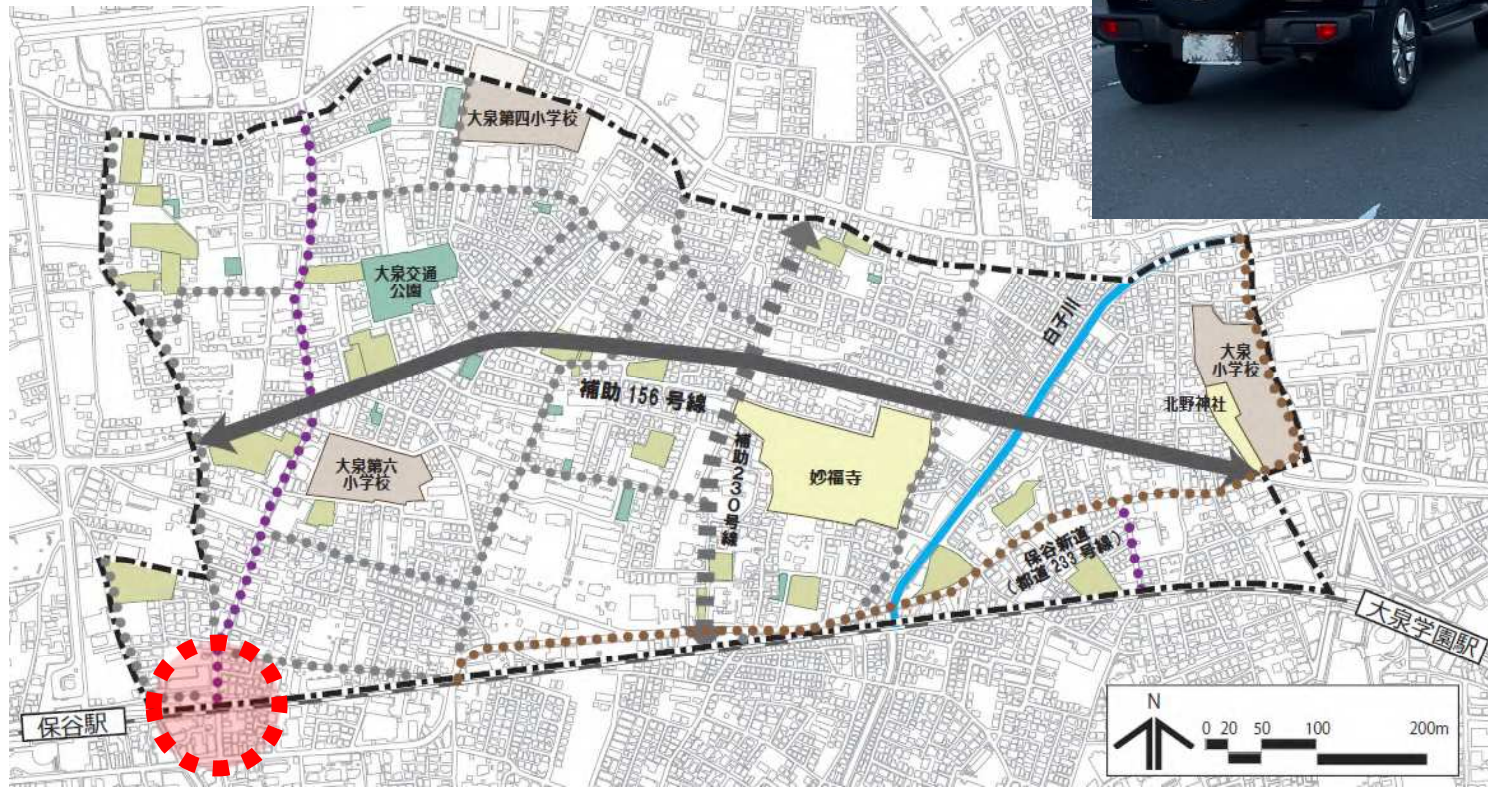 大泉第四小学校
大泉交通
公園
白子川
大泉
小学校
北野神社
補助 156 号線
大泉第六
小学校
補助230号線
妙福寺
保谷新道
(都道 233 号線)
大泉学園駅
保谷駅
N
0 20 50 100 200m